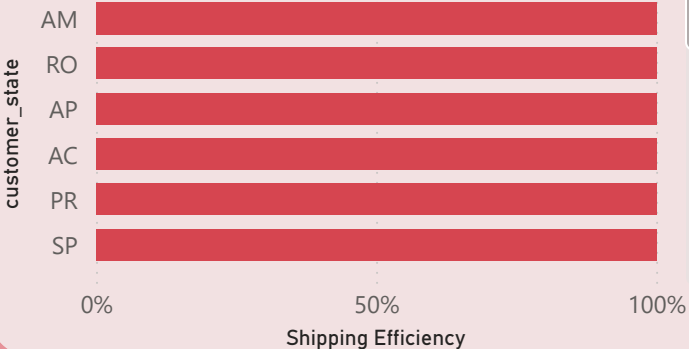 AM
RO
AP
AC
PR
SP
customer_state
0% 50% 100%
Shipping Efficiency